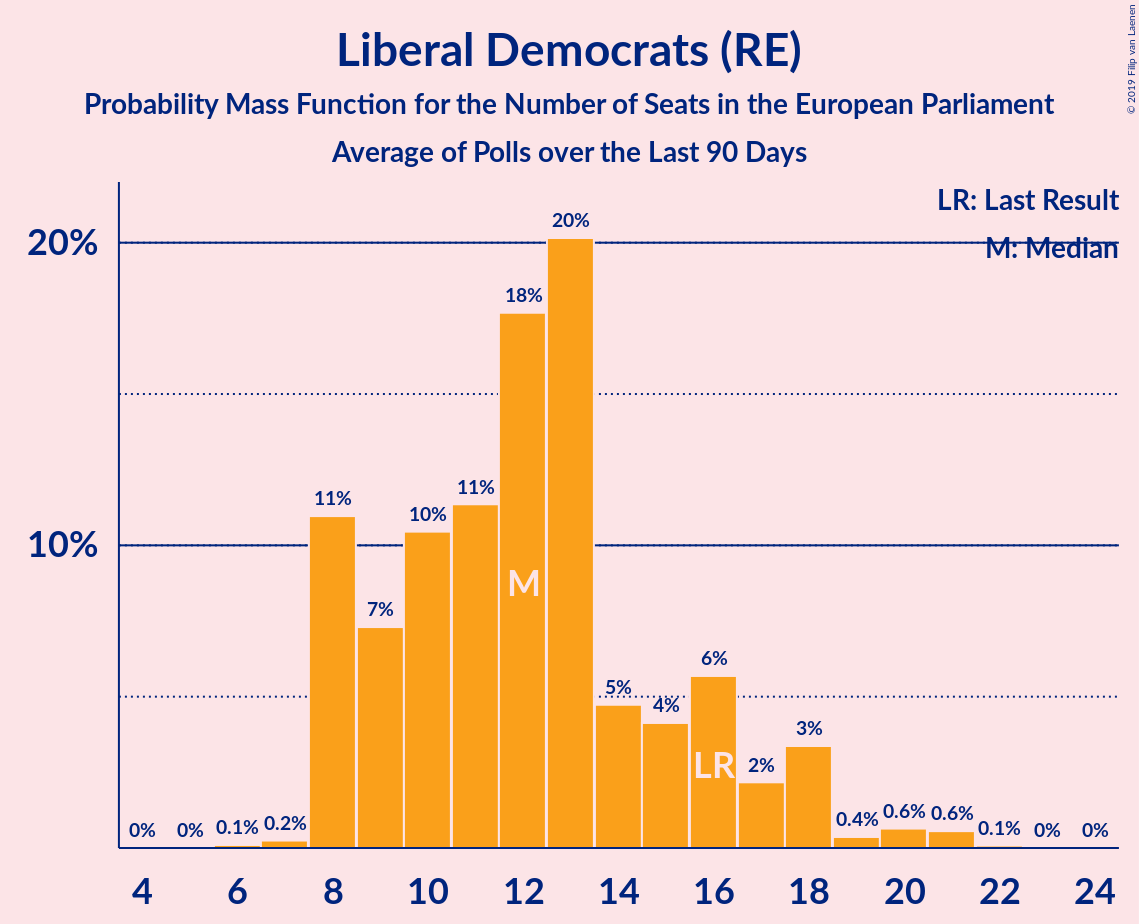 Liberal Democrats (RE)
Probability Mass Function for the Number of Seats in the European Parliament
Average of Polls over the Last 90 Days
© 2019 Filip van Laenen
LR: Last Result
M: Median
20%
10%
0% 0% 0.1% 0.2% 11% 7% 10% 11% 18% 20% 5% 4% 6% 2% 3% 0.4% 0.6% 0.6% 0.1% 0% 0%
M
LR
4 6 8 10 12 14 16 18 20 22 24